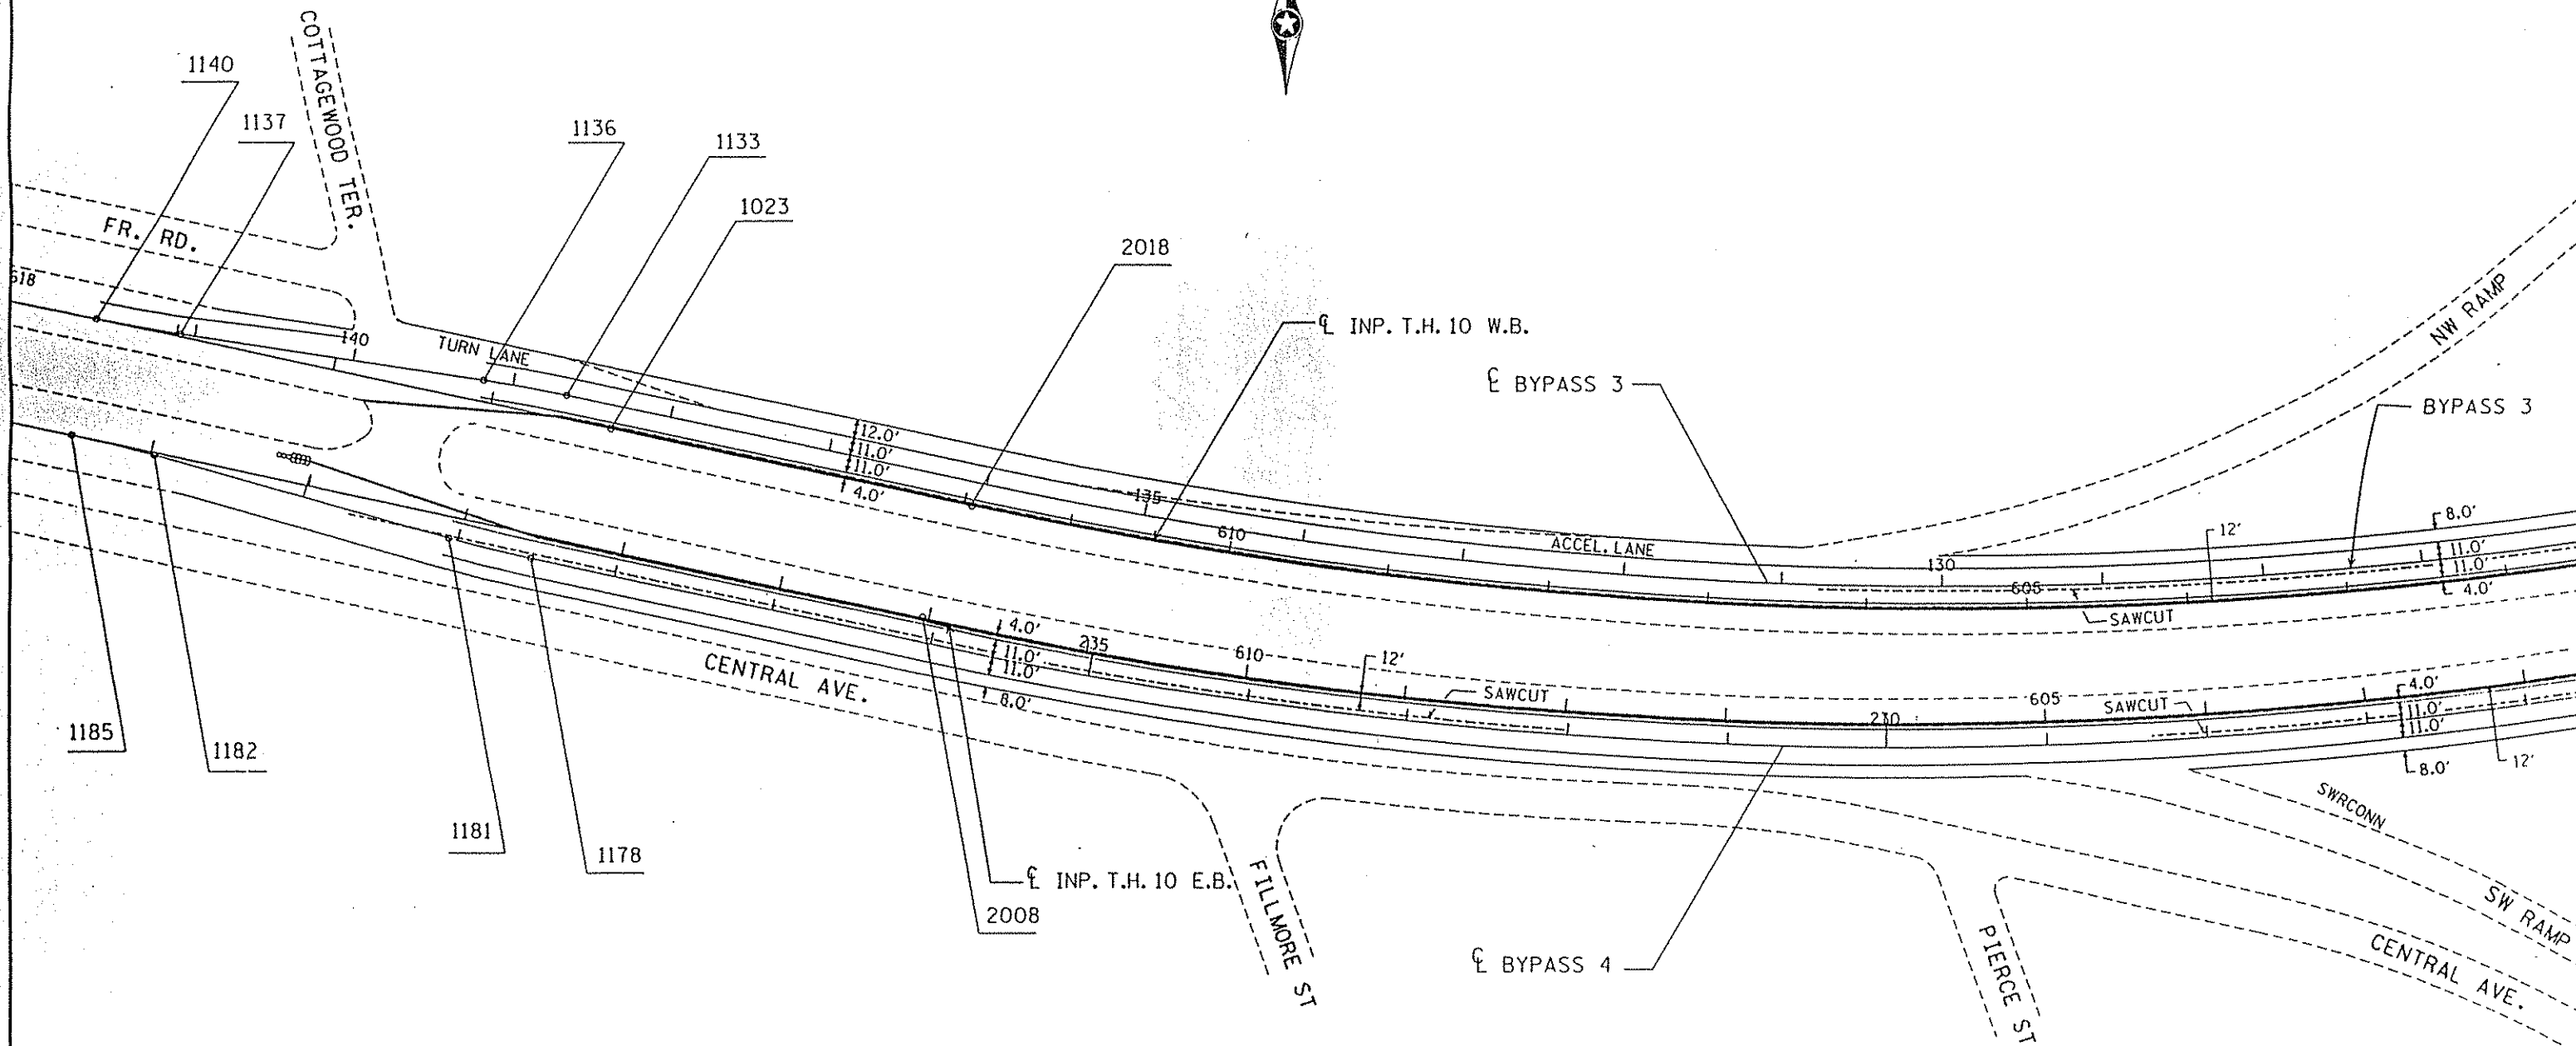 COTTAGEWOOD TER.
1140
1137
1136
1133
1023
2018
FR. RD.
618
140
TURN LANE
℄ INP. T.H. 10 W.B.
℄ BYPASS 3
NW RAMP
BYPASS 3
12.0'
11.0'
11.0'
4.0'
135
610
ACCEL. LANE
130
605
SAWCUT
12'
8.0'
11.0'
11.0'
4.0'
CENTRAL AVE.
4.0'
11.0'
11.0'
8.0'
235
610
12'
SAWCUT
230
605
SAWCUT
4.0'
11.0'
11.0'
8.0'
12'
1185
1182
1181
1178
℄ INP. T.H. 10 E.B.
2008
FILLMORE ST
℄ BYPASS 4
PIERCE ST
SWRCONN
SW RAMP
CENTRAL AVE.